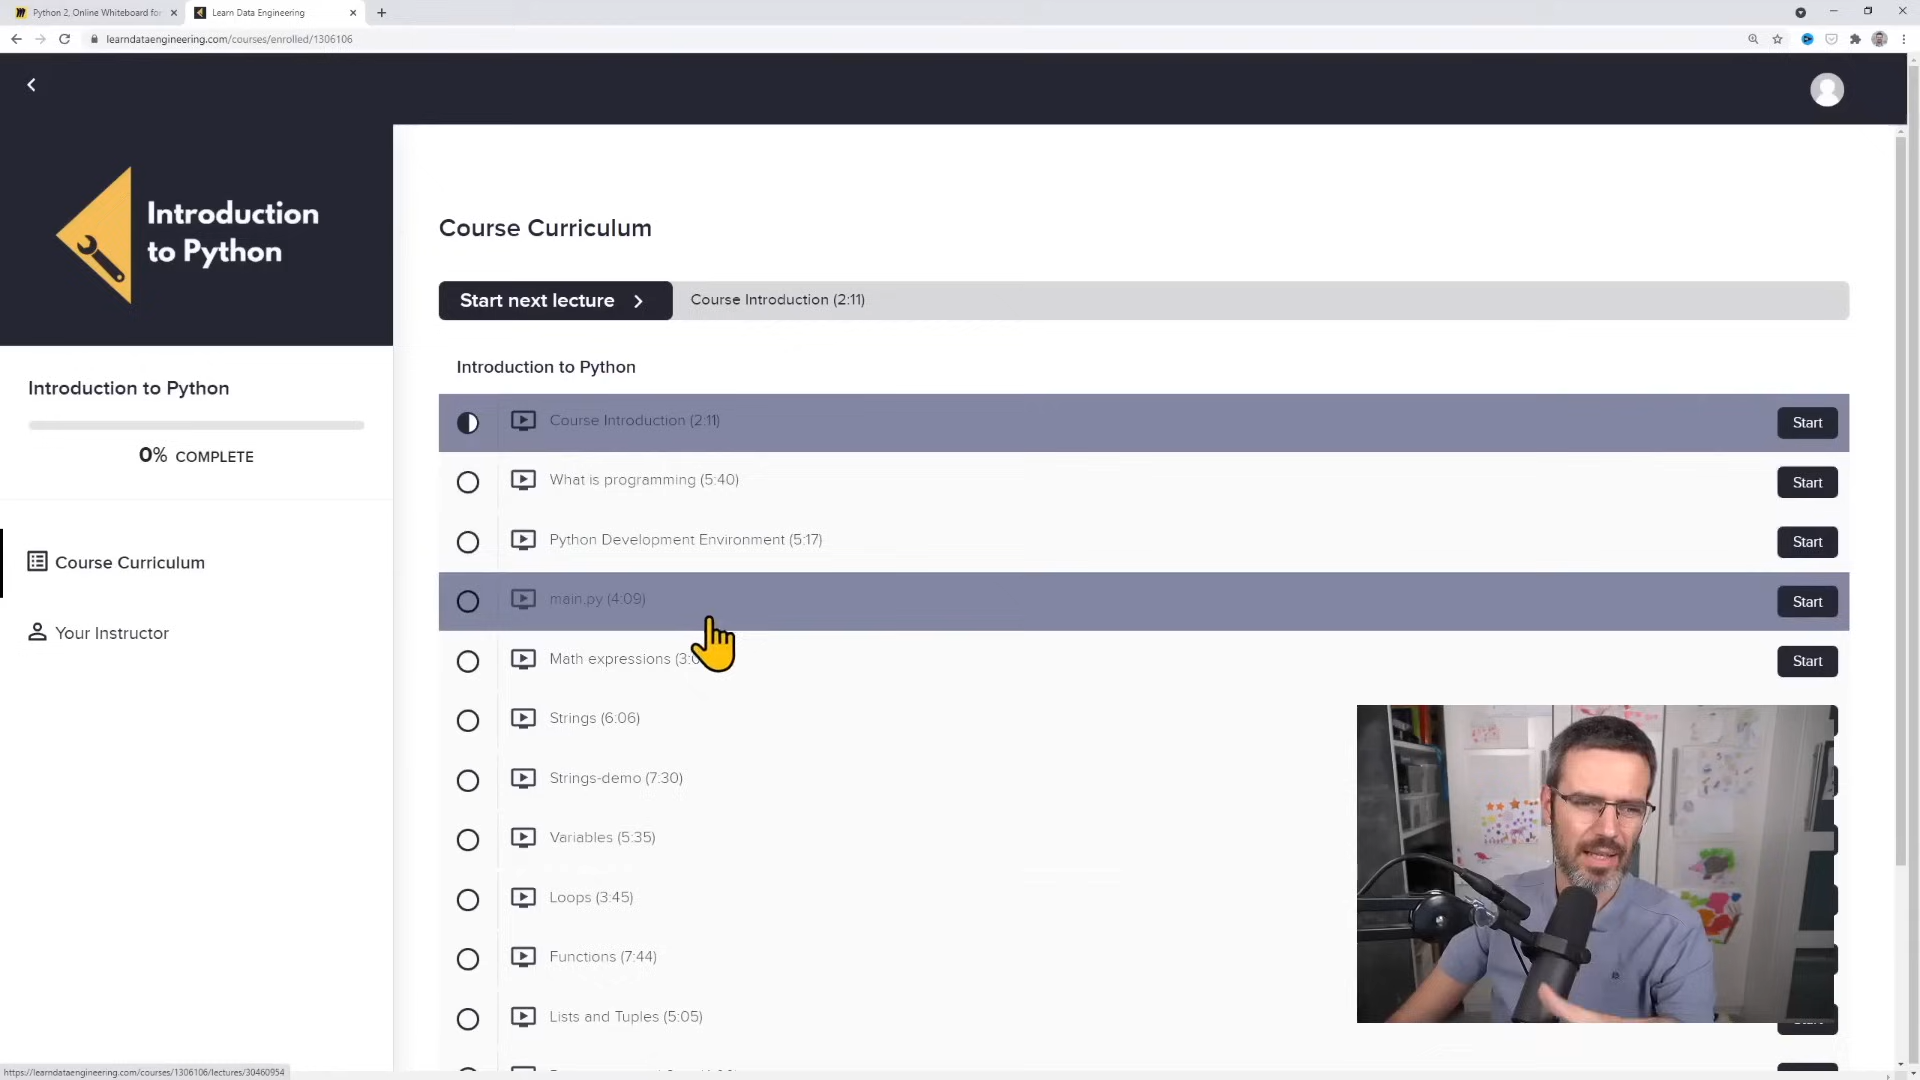 Python 2, Online Whiteboard for
Learn Data Engineering
learndataengineering.com/courses/enrolled/1306106
Introduction
to Python
Course Curriculum
Start next lecture
Course Introduction (2:11)
Introduction to Python
0% COMPLETE
Course Curriculum
Your Instructor
Introduction to Python
Course Introduction (2:11)
Start
What is programming (5:40)
Start
Python Development Environment (5:17)
Start
main.py (4:09)
Start
Math expressions
Start
Strings (6:06)
Strings-demo (7:30)
Variables (5:35)
Loops (3:45)
Functions (7:44)
Lists and Tuples (5:05)
https://learndataengineering.com/courses/1306106/lectures/30460954